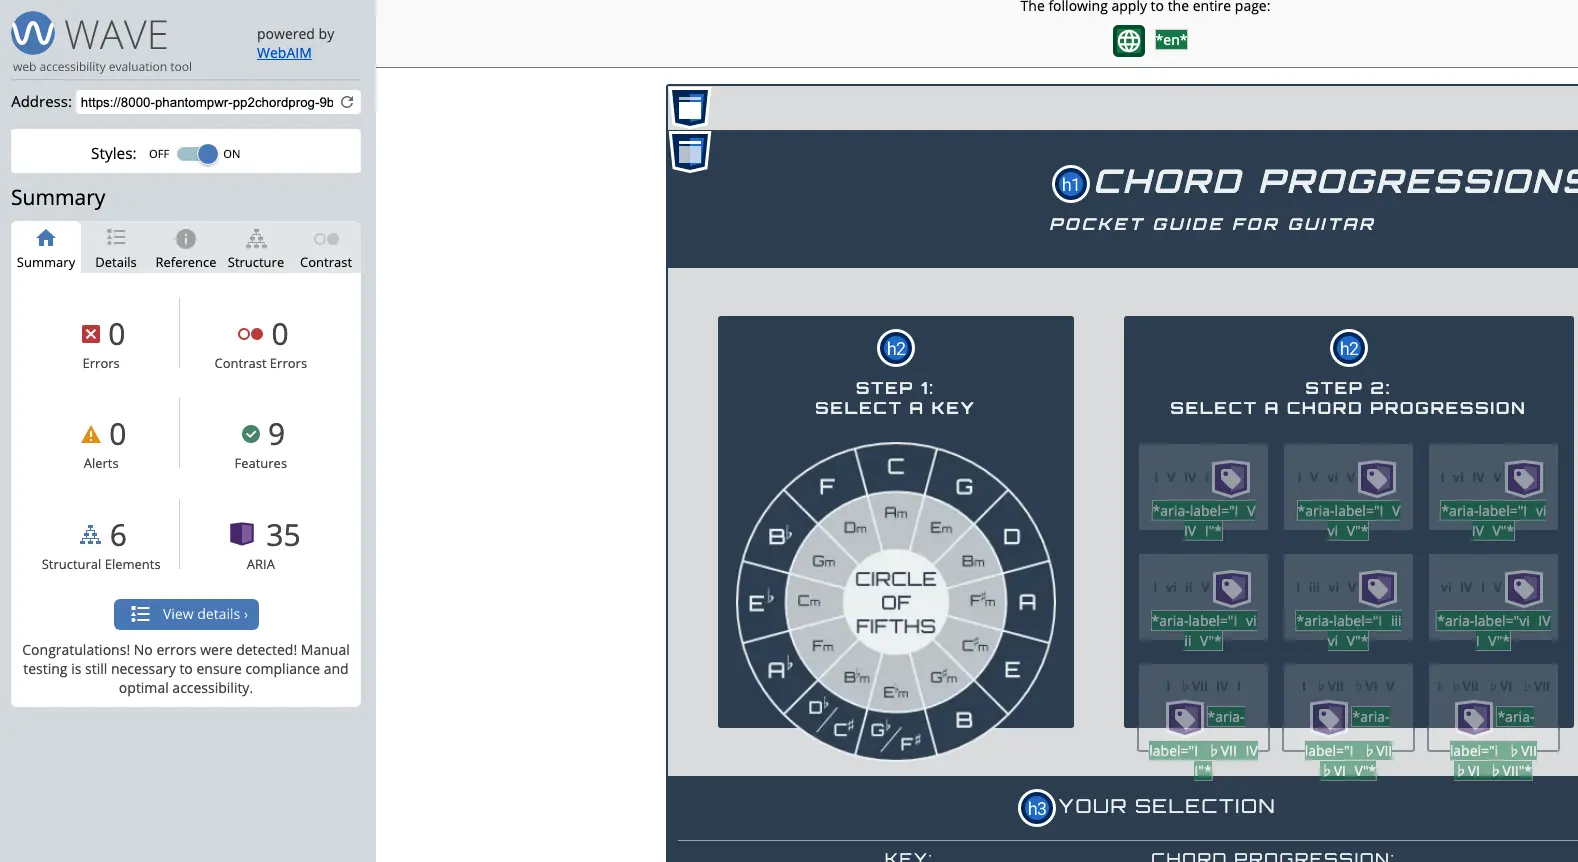 WAVE
powered by
WebAIM
web accessibility evaluation tool
Address: https://8000-phantompwr-pp2chordprog-9b
Styles: OFF ON
Summary
Summary Details Reference Structure Contrast
0 Errors
0 Contrast Errors
0 Alerts
9 Features
6 Structural Elements
35 ARIA
View details ›
Congratulations! No errors were detected! Manual
testing is still necessary to ensure compliance and
optimal accessibility.
The following apply to the entire page:
*en*
h1 CHORD PROGRESSIONS
POCKET GUIDE FOR GUITAR
h2
STEP 1:
SELECT A KEY
C
G
D
A
E
B
G♭/F♯
D♭/C♯
A♭
E♭
B♭
F
Am
Em
Bm
F♯m
C♯m
G♯m
E♭m
B♭m
Fm
Cm
Gm
Dm
CIRCLE
OF
FIFTHS
h2
STEP 2:
SELECT A CHORD PROGRESSION
I V IV I
*aria-label="I V
IV I"*
I V vi V
*aria-label="I V
vi V"*
I vi IV V
*aria-label="I vi
IV V"*
I vi ii V
*aria-label="I vi
ii V"*
I iii vi V
*aria-label="I iii
vi V"*
vi IV I V
*aria-label="vi IV
I V"*
I ♭VII IV I
*aria-
label="I ♭VII IV
I"*
I ♭VII ♭VI V
*aria-
label="I ♭VII
♭VI V"*
I ♭VII ♭VI ♭VII
*aria-
label="I ♭VII
♭VI ♭VII"*
h3 YOUR SELECTION
KEY:
CHORD PROGRESSION: